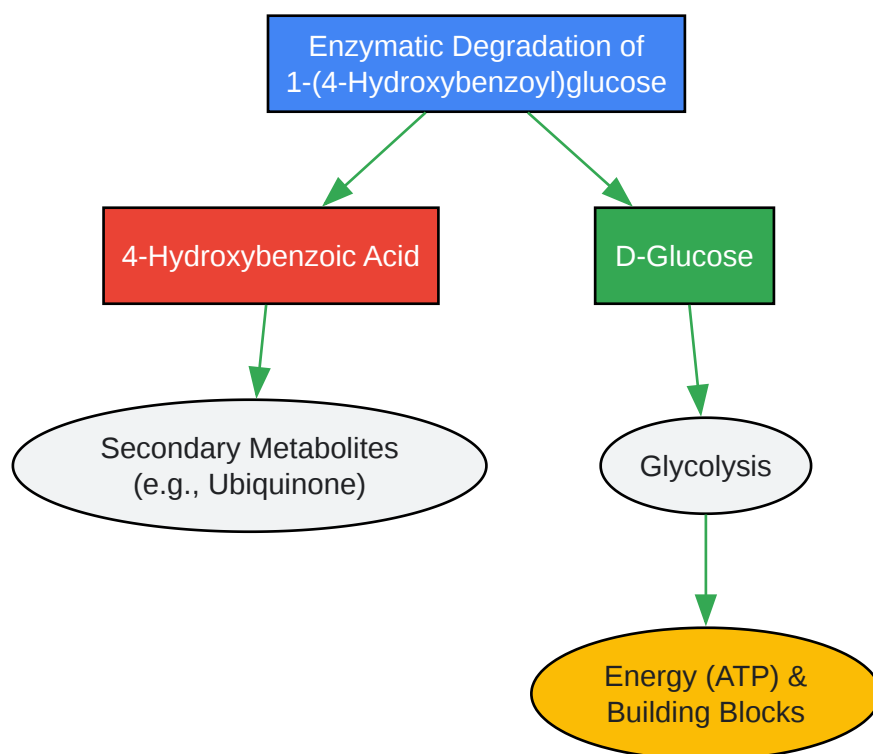 Enzymatic Degradation of
1-(4-Hydroxybenzoyl)glucose
4-Hydroxybenzoic Acid
D-Glucose
Secondary Metabolites
(e.g., Ubiquinone)
Glycolysis
Energy (ATP) &
Building Blocks